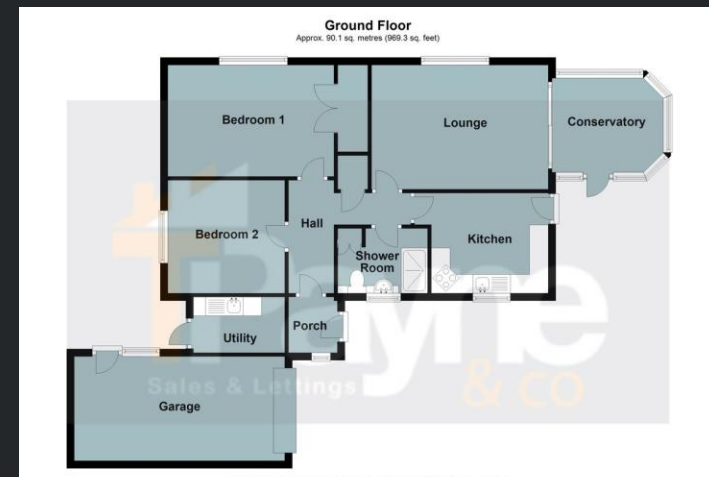 Ground Floor
Approx. 90.1 sq. metres (969.3 sq. feet)
Bedroom 1
Lounge
Conservatory
Bedroom 2
Hall
Kitchen
Shower
Room
Utility
Porch
Payne
Sales & Lettings
& co
Garage